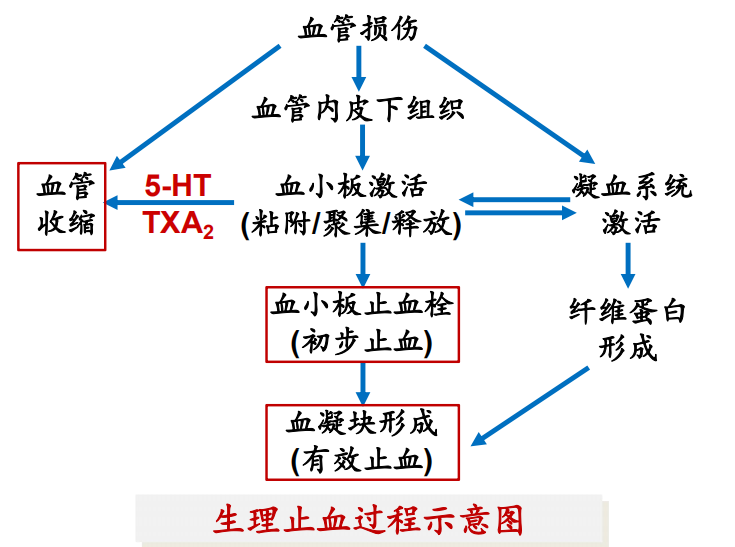 血管损伤
血管内皮下组织
血管
收缩
5-HT
TXA₂
血小板激活
(粘附/聚集/释放)
凝血系统
激活
血小板止血栓
(初步止血)
纤维蛋白
形成
血凝块形成
(有效止血)
生理止血过程示意图